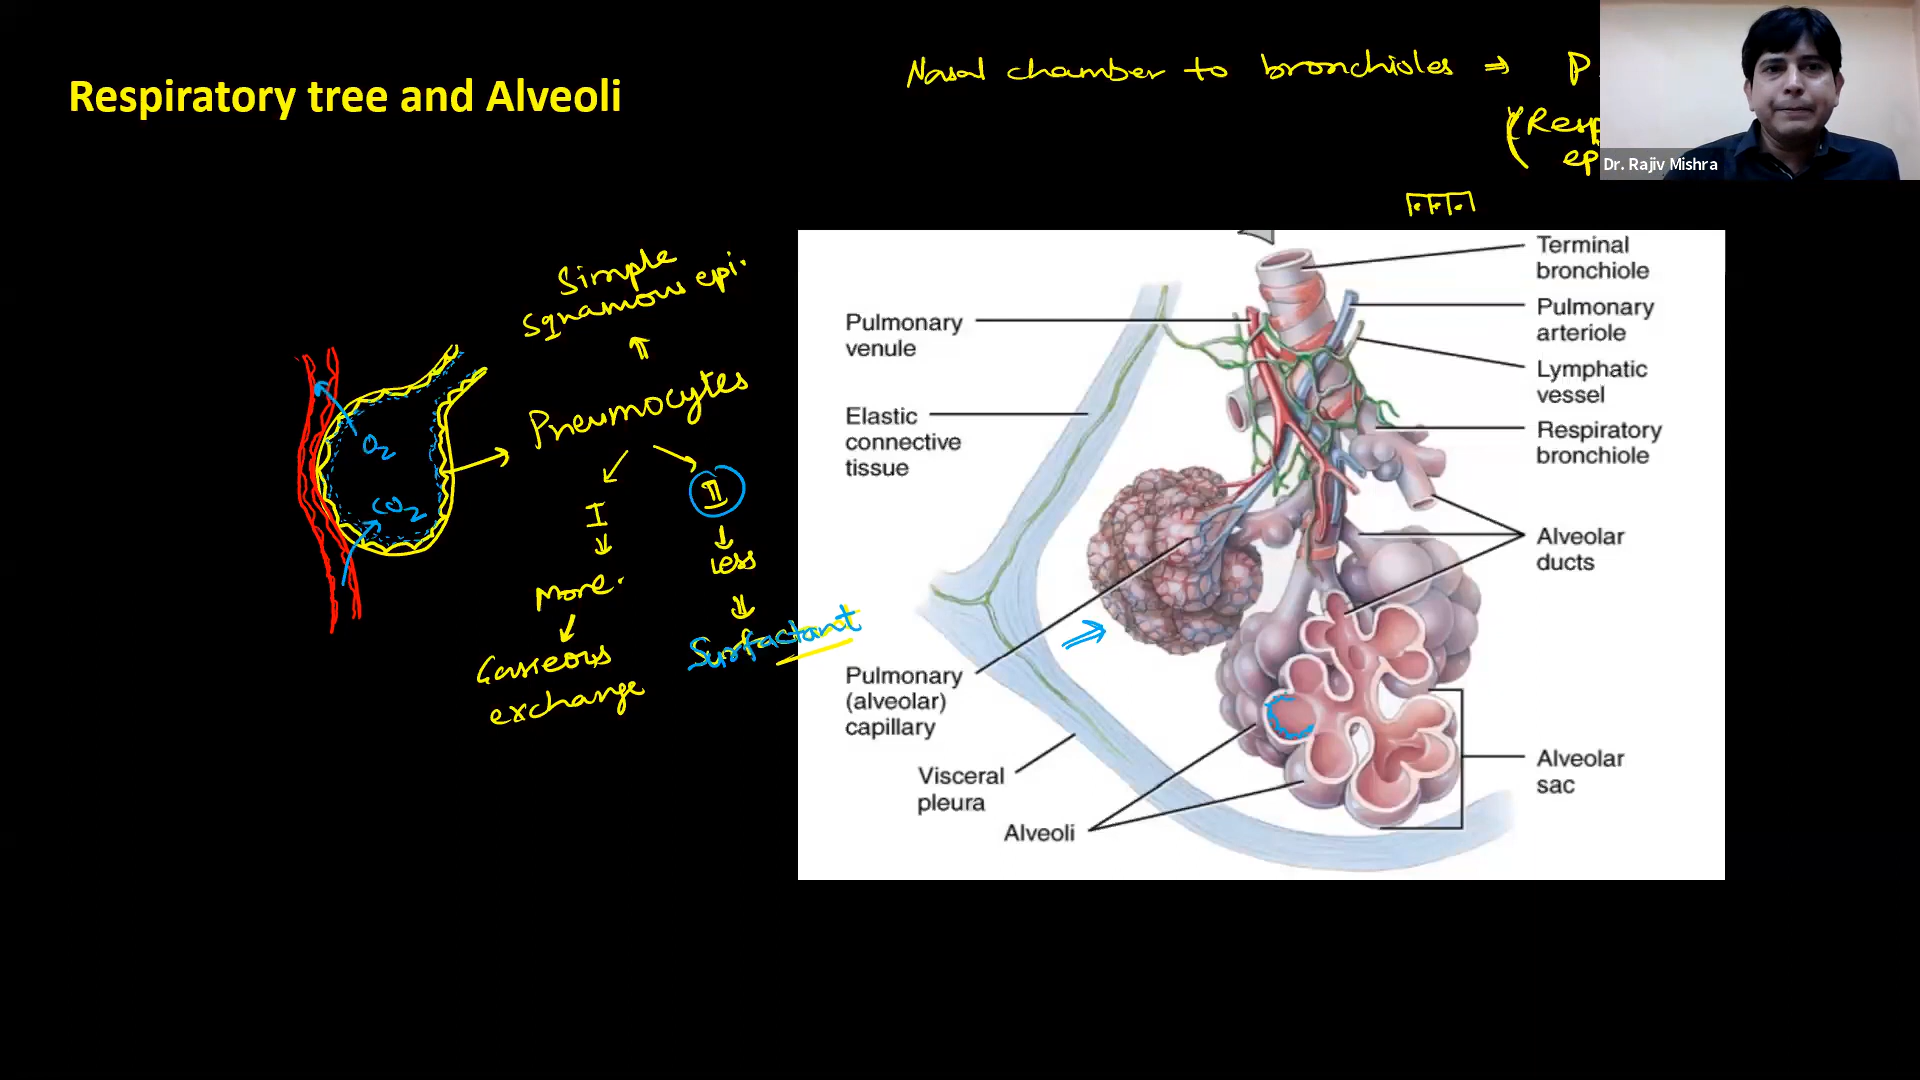 Respiratory tree and Alveoli
Nasal chamber to bronchioles ⇒ P.
(Resp
ep
Dr. Rajiv Mishra
Simple
squamous epi.
Pneumocytes
I
II
More.
less
Gaseous
exchange
Surfactant
O2
CO2
Pulmonary
venule
Elastic
connective
tissue
Pulmonary
(alveolar)
capillary
Visceral
pleura
Alveoli
Terminal
bronchiole
Pulmonary
arteriole
Lymphatic
vessel
Respiratory
bronchiole
Alveolar
ducts
Alveolar
sac